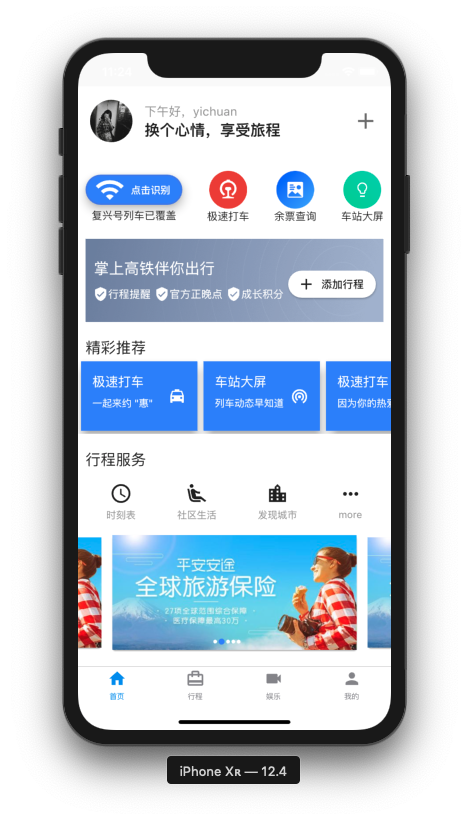 下午好，yichuan
换个心情，享受旅程
点击识别
复兴号列车已覆盖
极速打车
余票查询
车站大屏
掌上高铁伴你出行
行程提醒 官方正晚点 成长积分
添加行程
精彩推荐
极速打车
一起来约 "惠"
车站大屏
列车动态早知道
极速打车
因为你的热
行程服务
时刻表
社区生活
发现城市
more
平安安途
全球旅游保险
· 27项全球范围综合保障 ·
· 医疗保障最高30万 ·
首页
行程
娱乐
我的
iPhone Xʀ — 12.4